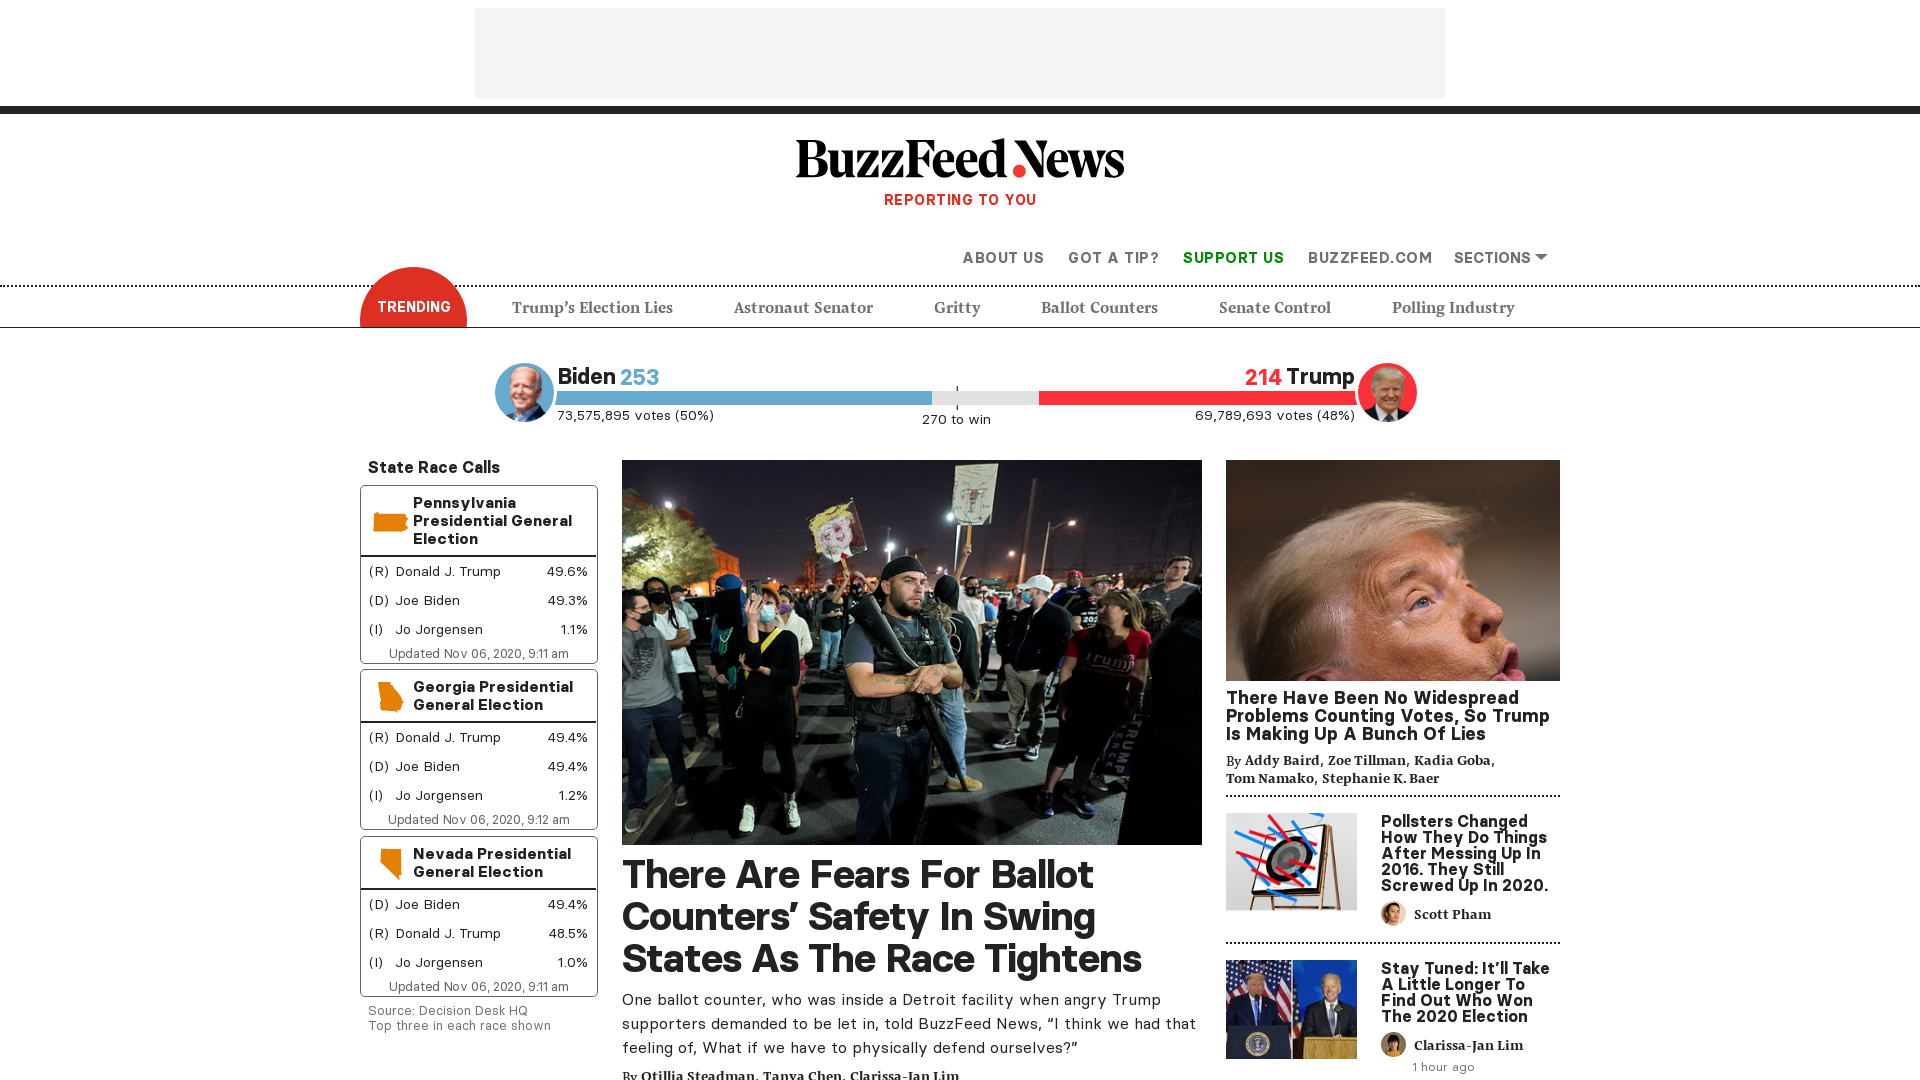 BuzzFeed News
REPORTING TO YOU
ABOUT US GOT A TIP? SUPPORT US BUZZFEED.COM SECTIONS
TRENDING Trump’s Election Lies Astronaut Senator Gritty Ballot Counters Senate Control Polling Industry
Biden 253 214 Trump
73,575,895 votes (50%) 270 to win 69,789,693 votes (48%)
State Race Calls
Pennsylvania
Presidential General
Election
(R) Donald J. Trump 49.6%
(D) Joe Biden 49.3%
(I) Jo Jorgensen 1.1%
Updated Nov 06, 2020, 9:11 am
Georgia Presidential
General Election
(R) Donald J. Trump 49.4%
(D) Joe Biden 49.4%
(I) Jo Jorgensen 1.2%
Updated Nov 06, 2020, 9:12 am
Nevada Presidential
General Election
(D) Joe Biden 49.4%
(R) Donald J. Trump 48.5%
(I) Jo Jorgensen 1.0%
Updated Nov 06, 2020, 9:11 am
Source: Decision Desk HQ
Top three in each race shown
Trump
There Are Fears For Ballot
Counters’ Safety In Swing
States As The Race Tightens
One ballot counter, who was inside a Detroit facility when angry Trump
supporters demanded to be let in, told BuzzFeed News, “I think we had that
feeling of, What if we have to physically defend ourselves?”
By Otillia Steadman, Tanya Chen, Clarissa-Jan Lim
There Have Been No Widespread
Problems Counting Votes, So Trump
Is Making Up A Bunch Of Lies
By Addy Baird, Zoe Tillman, Kadia Goba,
Tom Namako, Stephanie K. Baer
Pollsters Changed
How They Do Things
After Messing Up In
2016. They Still
Screwed Up In 2020.
Scott Pham
Stay Tuned: It’ll Take
A Little Longer To
Find Out Who Won
The 2020 Election
Clarissa-Jan Lim
1 hour ago